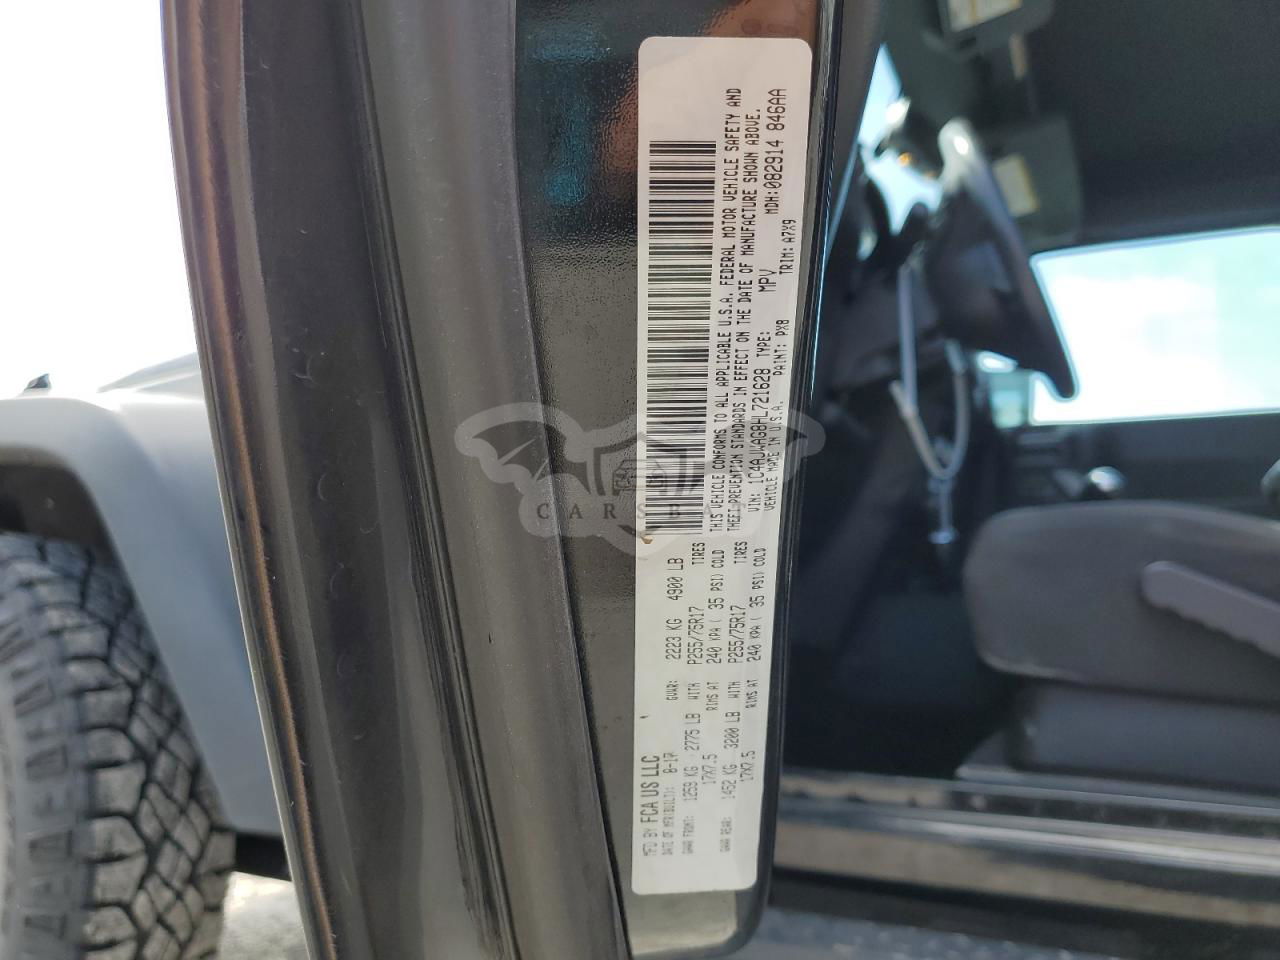 MFD BY FCA US LLC
DATE OF MFR(BUILT): 8-17 GVWR: 2223 KG 4900 LB
GAWR FRONT: 1259 KG 2775 LB WITH P255/75R17 TIRES
17X7.5 RIMS AT 240 KPA ( 35 PSI) COLD
GAWR REAR: 1452 KG 3200 LB WITH P255/75R17 TIRES
17X7.5 RIMS AT 240 KPA ( 35 PSI) COLD
THIS VEHICLE CONFORMS TO ALL APPLICABLE U.S.A. FEDERAL MOTOR VEHICLE SAFETY AND
THEFT PREVENTION STANDARDS IN EFFECT ON THE DATE OF MANUFACTURE SHOWN ABOVE.
VIN: 1C4AJWAG8HL721628 TYPE: MPV MDH:082914 846AA
VEHICLE MADE IN U.S.A. PAINT: PX8 TRIM: A7X9
CARSBAT